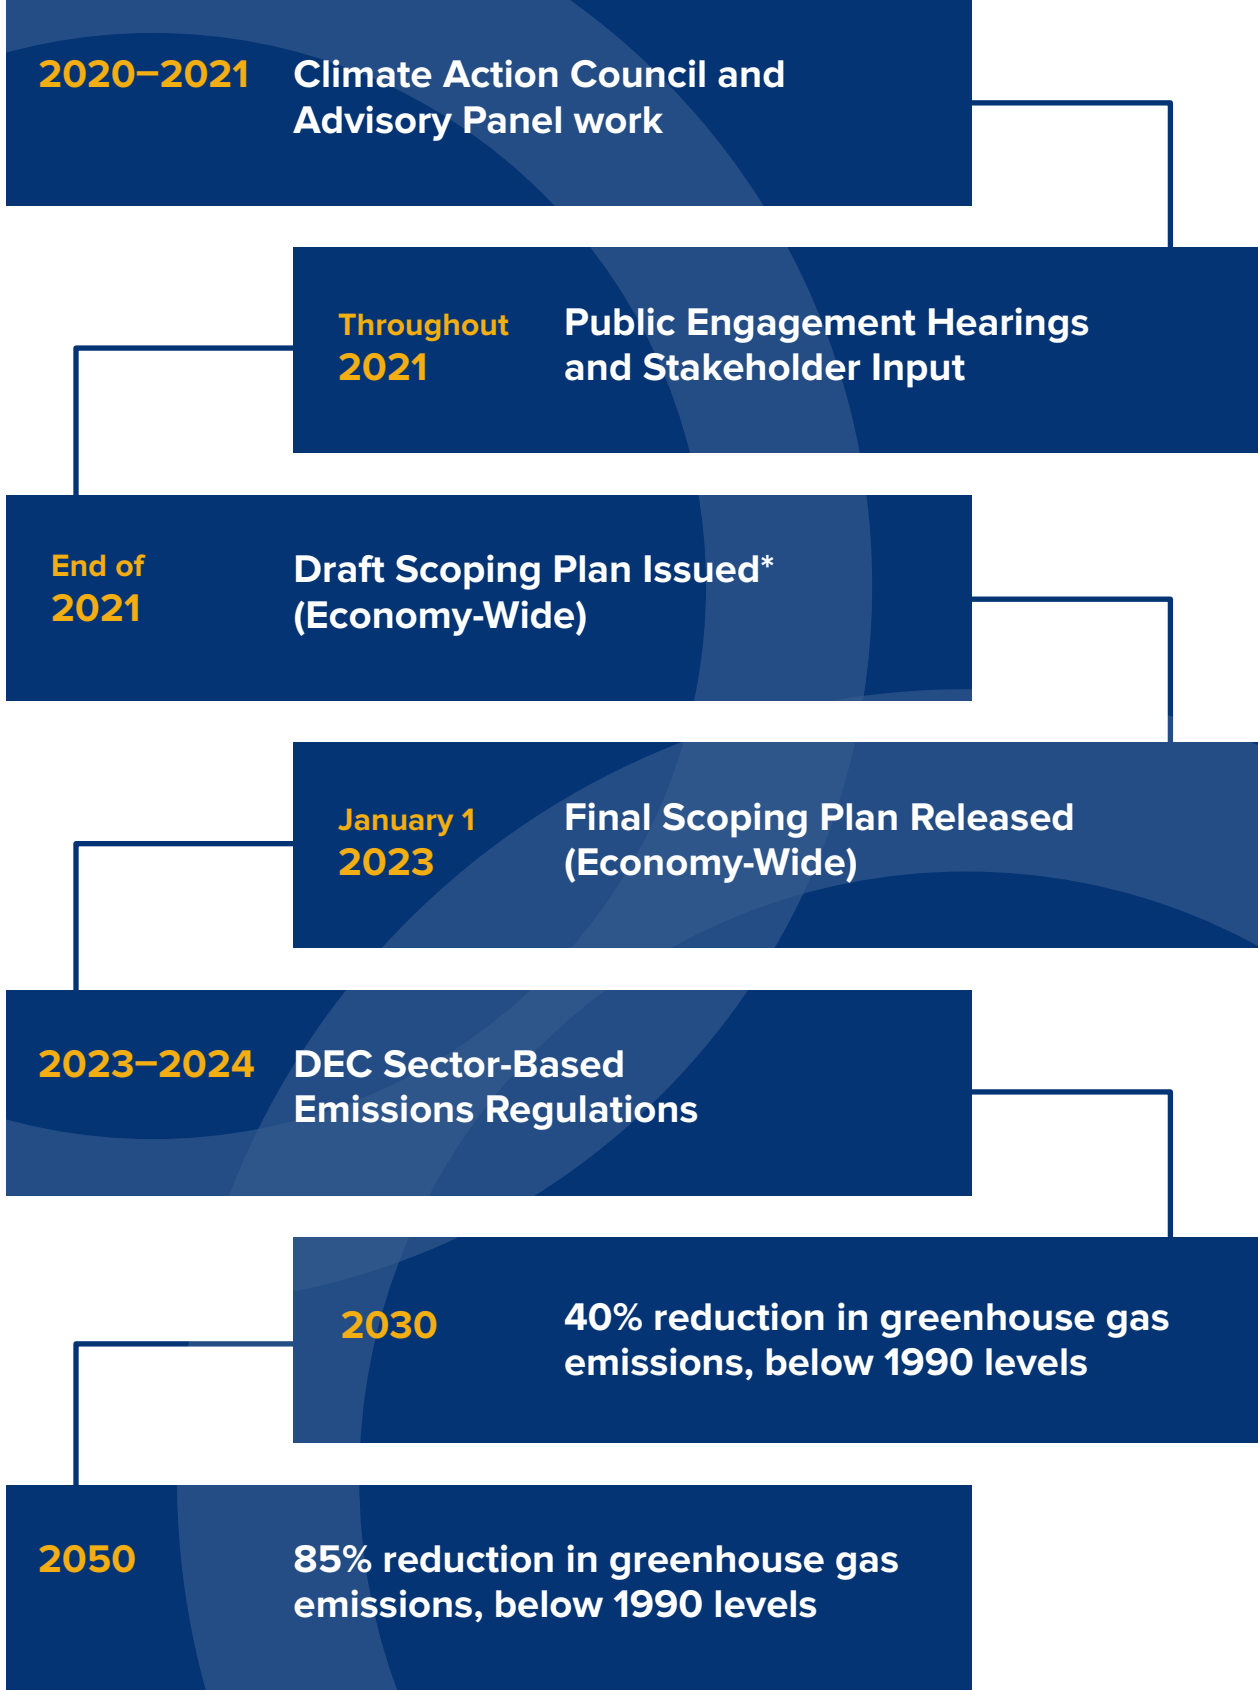 2020–2021 Climate Action Council and
Advisory Panel work
Throughout
2021
Public Engagement Hearings
and Stakeholder Input
End of
2021
Draft Scoping Plan Issued*
(Economy-Wide)
January 1
2023
Final Scoping Plan Released
(Economy-Wide)
2023–2024 DEC Sector-Based
Emissions Regulations
2030
40% reduction in greenhouse gas
emissions, below 1990 levels
2050 85% reduction in greenhouse gas
emissions, below 1990 levels